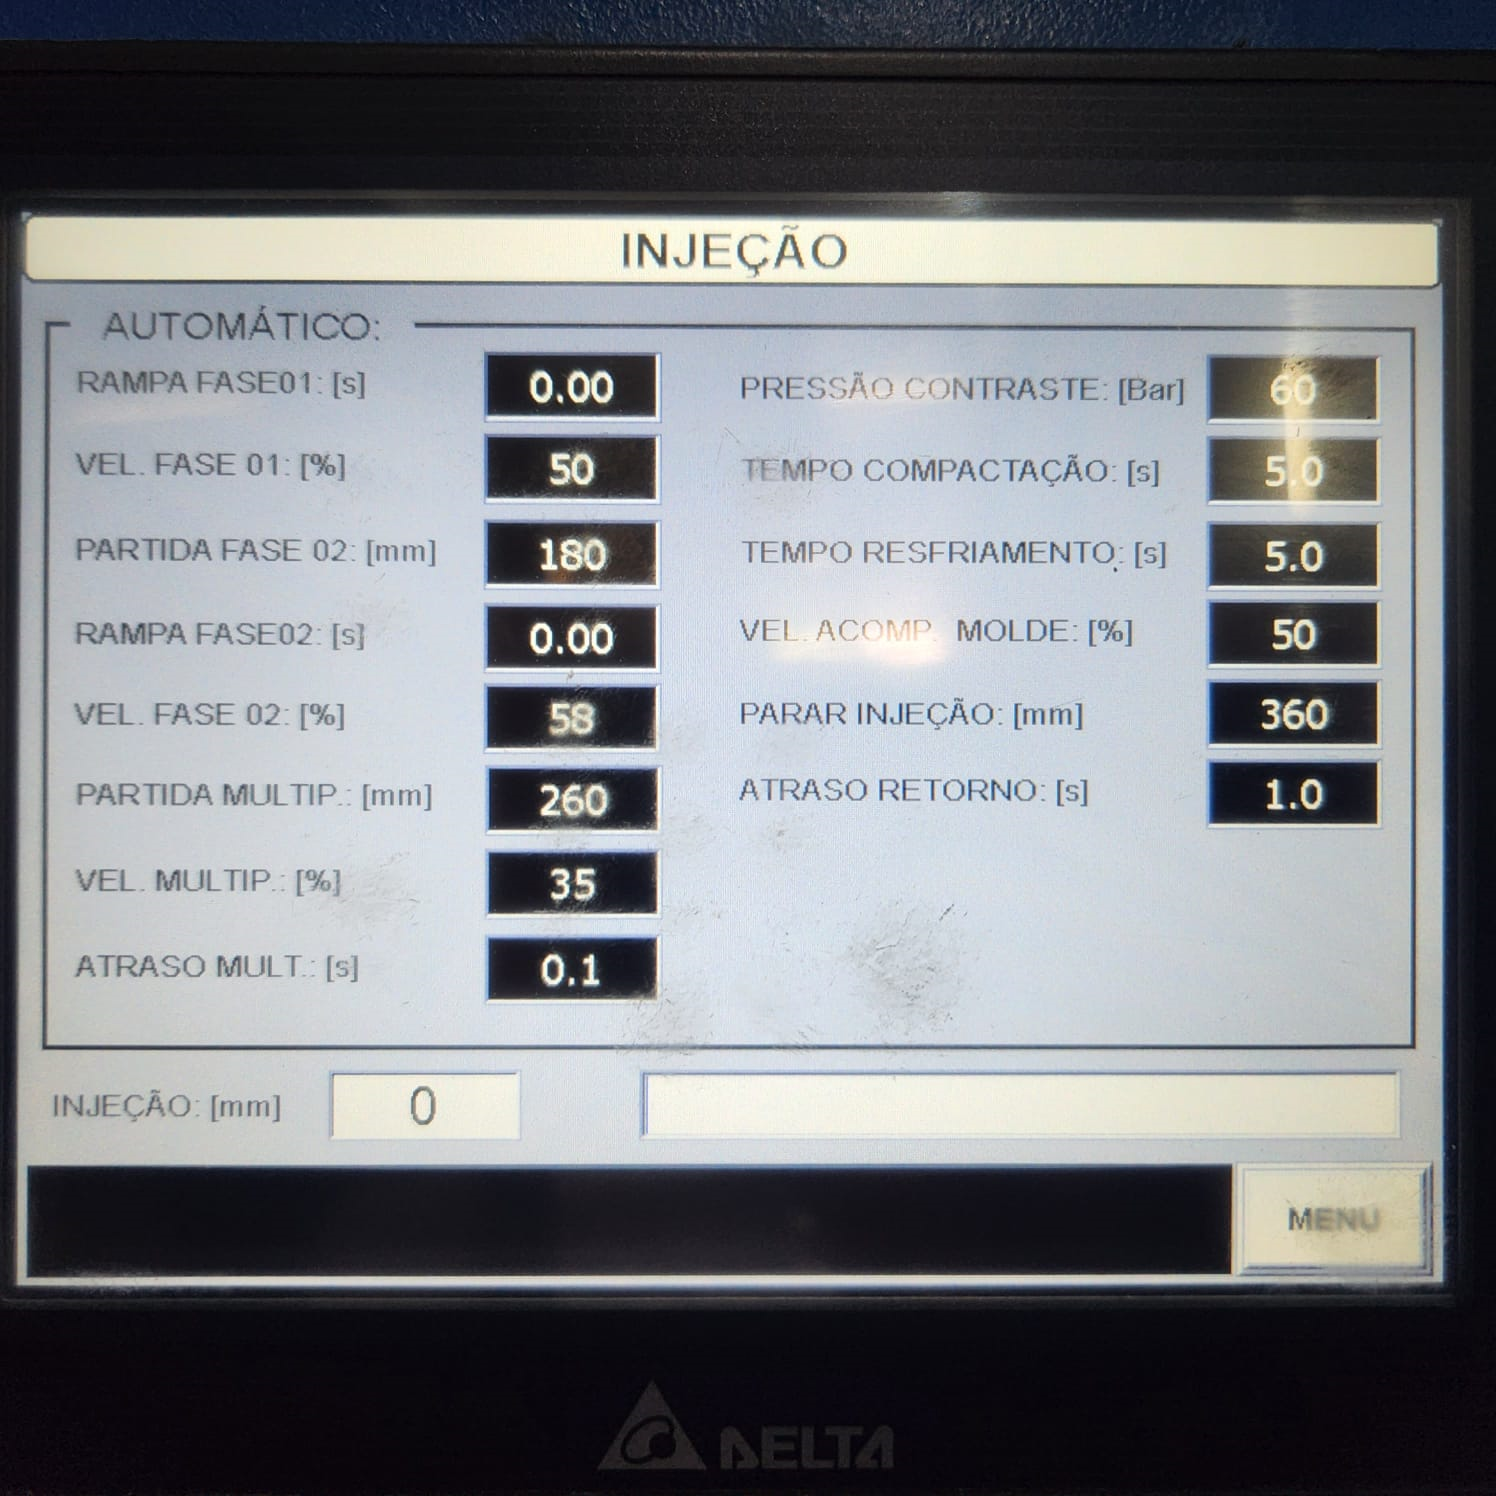 INJEÇÃO
AUTOMÁTICO:
RAMPA FASE01: [s] 0.00
VEL. FASE 01: [%] 50
PARTIDA FASE 02: [mm] 180
RAMPA FASE02: [s] 0.00
VEL. FASE 02: [%] 58
PARTIDA MULTIP.: [mm] 260
VEL. MULTIP.: [%] 35
ATRASO MULT.: [s] 0.1
PRESSÃO CONTRASTE: [Bar] 60
TEMPO COMPACTAÇÃO: [s] 5.0
TEMPO RESFRIAMENTO: [s] 5.0
VEL. ACOMP. MOLDE: [%] 50
PARAR INJEÇÃO: [mm] 360
ATRASO RETORNO: [s] 1.0
INJEÇÃO: [mm] 0
MENU
DELTA